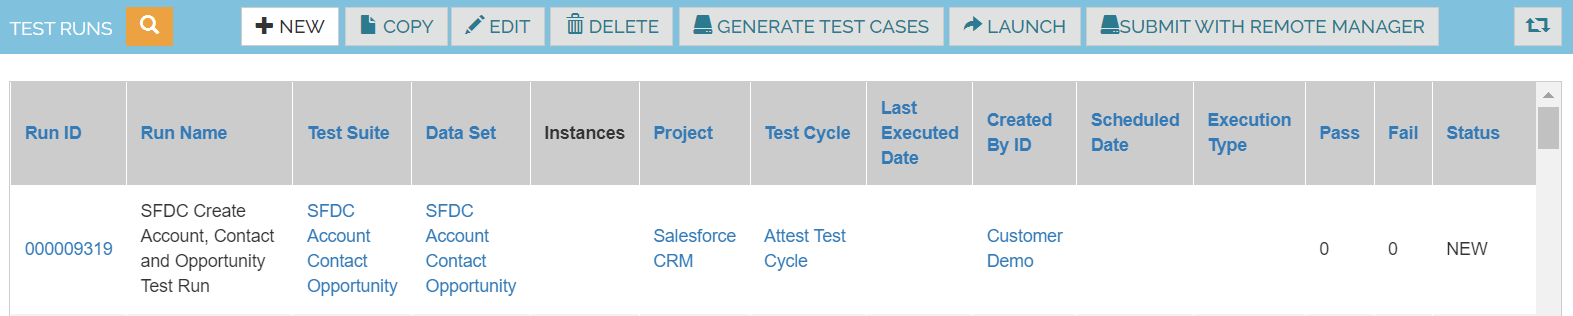 TEST RUNS
NEW
COPY
EDIT
DELETE
GENERATE TEST CASES
LAUNCH
SUBMIT WITH REMOTE MANAGER
Run ID
Run Name
Test Suite
Data Set
Instances
Project
Test Cycle
Last
Executed
Date
Created
By ID
Scheduled
Date
Execution
Type
Pass
Fail
Status
000009319
SFDC Create
Account, Contact
and Opportunity
Test Run
SFDC
Account
Contact
Opportunity
SFDC
Account
Contact
Opportunity
Salesforce
CRM
Attest Test
Cycle
Customer
Demo
0
0
NEW